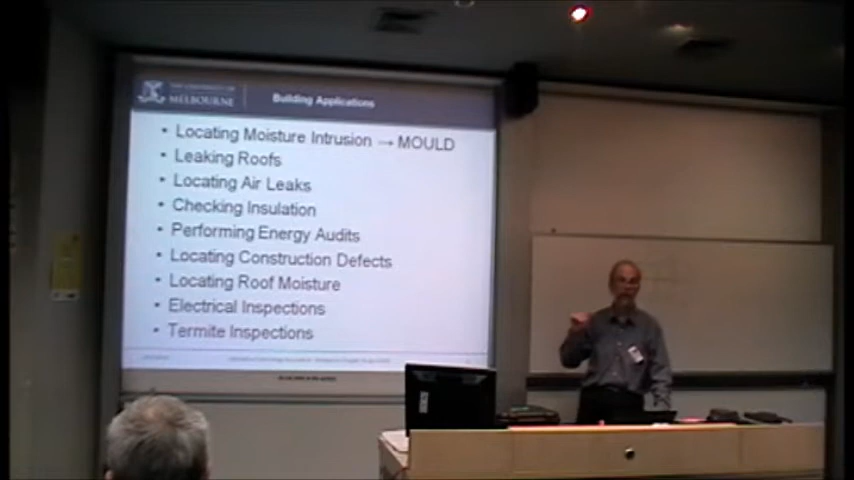 MELBOURNE
Building Applications
• Locating Moisture Intrusion → MOULD
• Leaking Roofs
• Locating Air Leaks
• Checking Insulation
• Performing Energy Audits
• Locating Construction Defects
• Locating Roof Moisture
• Electrical Inspections
• Termite Inspections